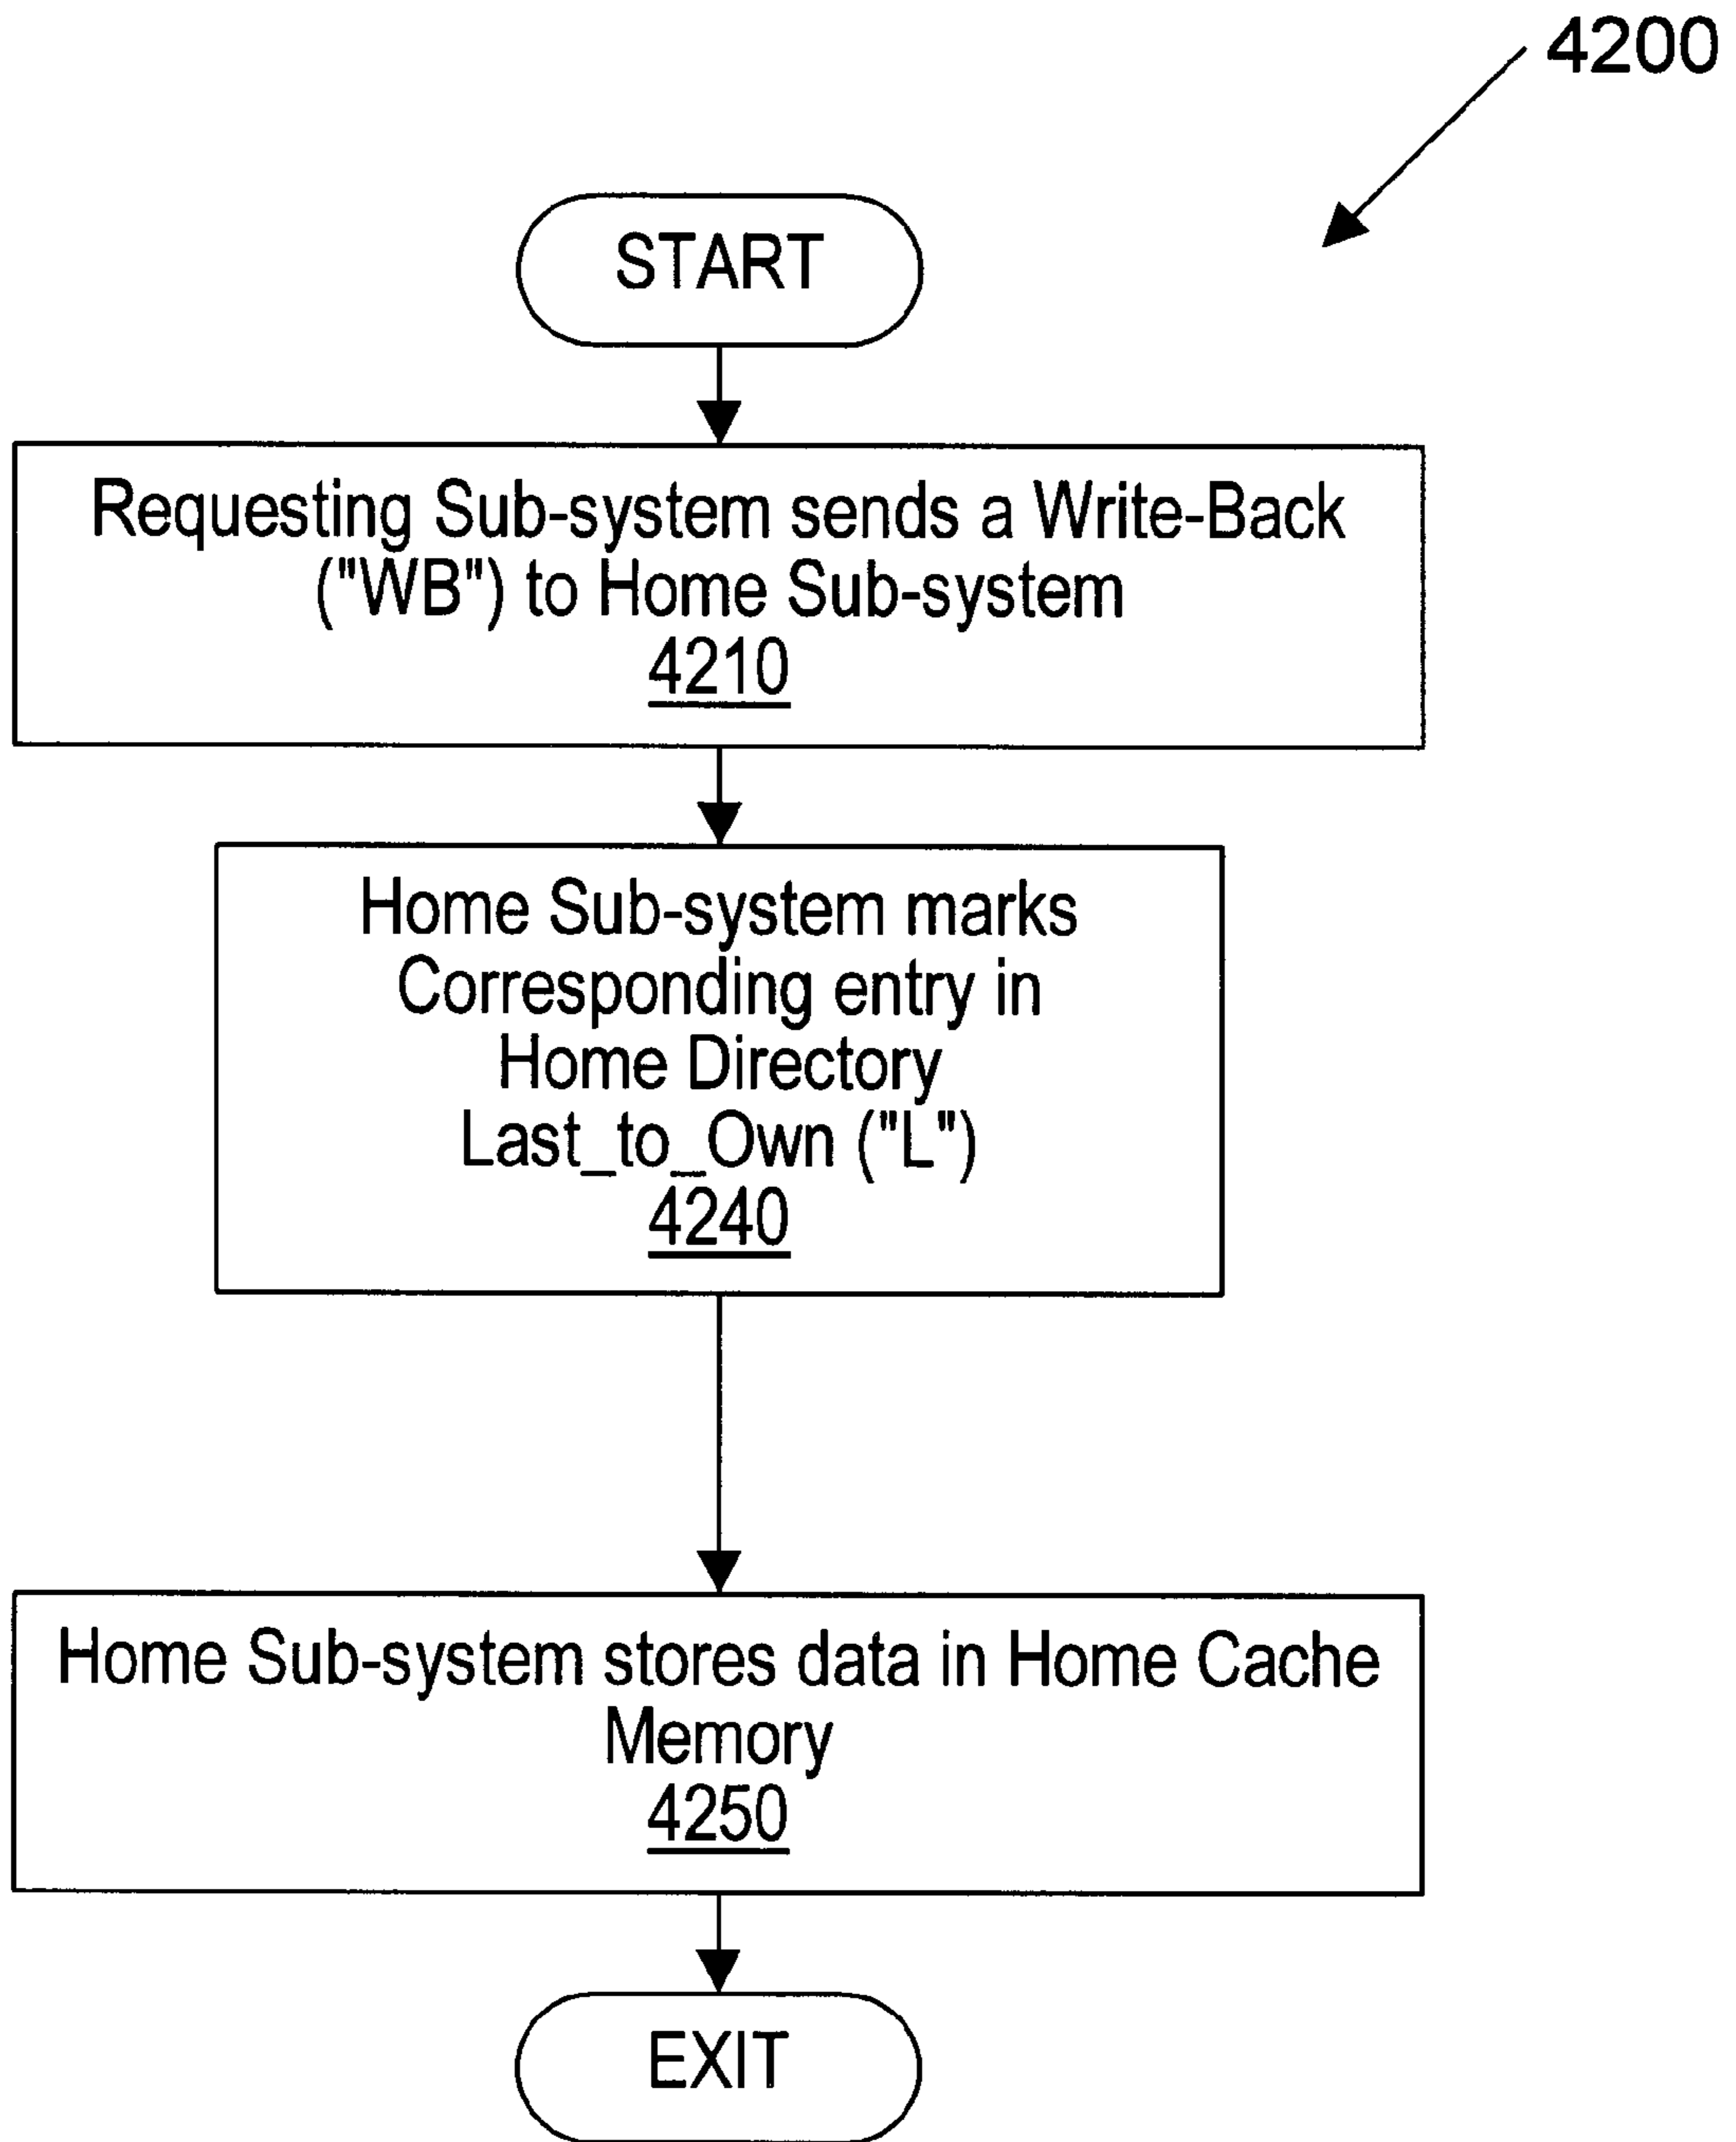 4200
START
Requesting Sub-system sends a Write-Back
("WB") to Home Sub-system
4210
Home Sub-system marks
Corresponding entry in
Home Directory
Last_to_Own ("L")
4240
Home Sub-system stores data in Home Cache
Memory
4250
EXIT